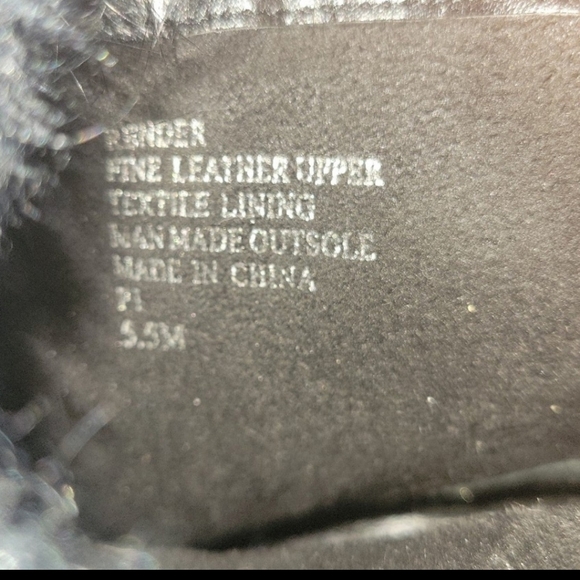 RENDER
FINE LEATHER UPPER
TEXTILE LINING
MAN MADE OUTSOLE
MADE IN CHINA
P1
5.5M